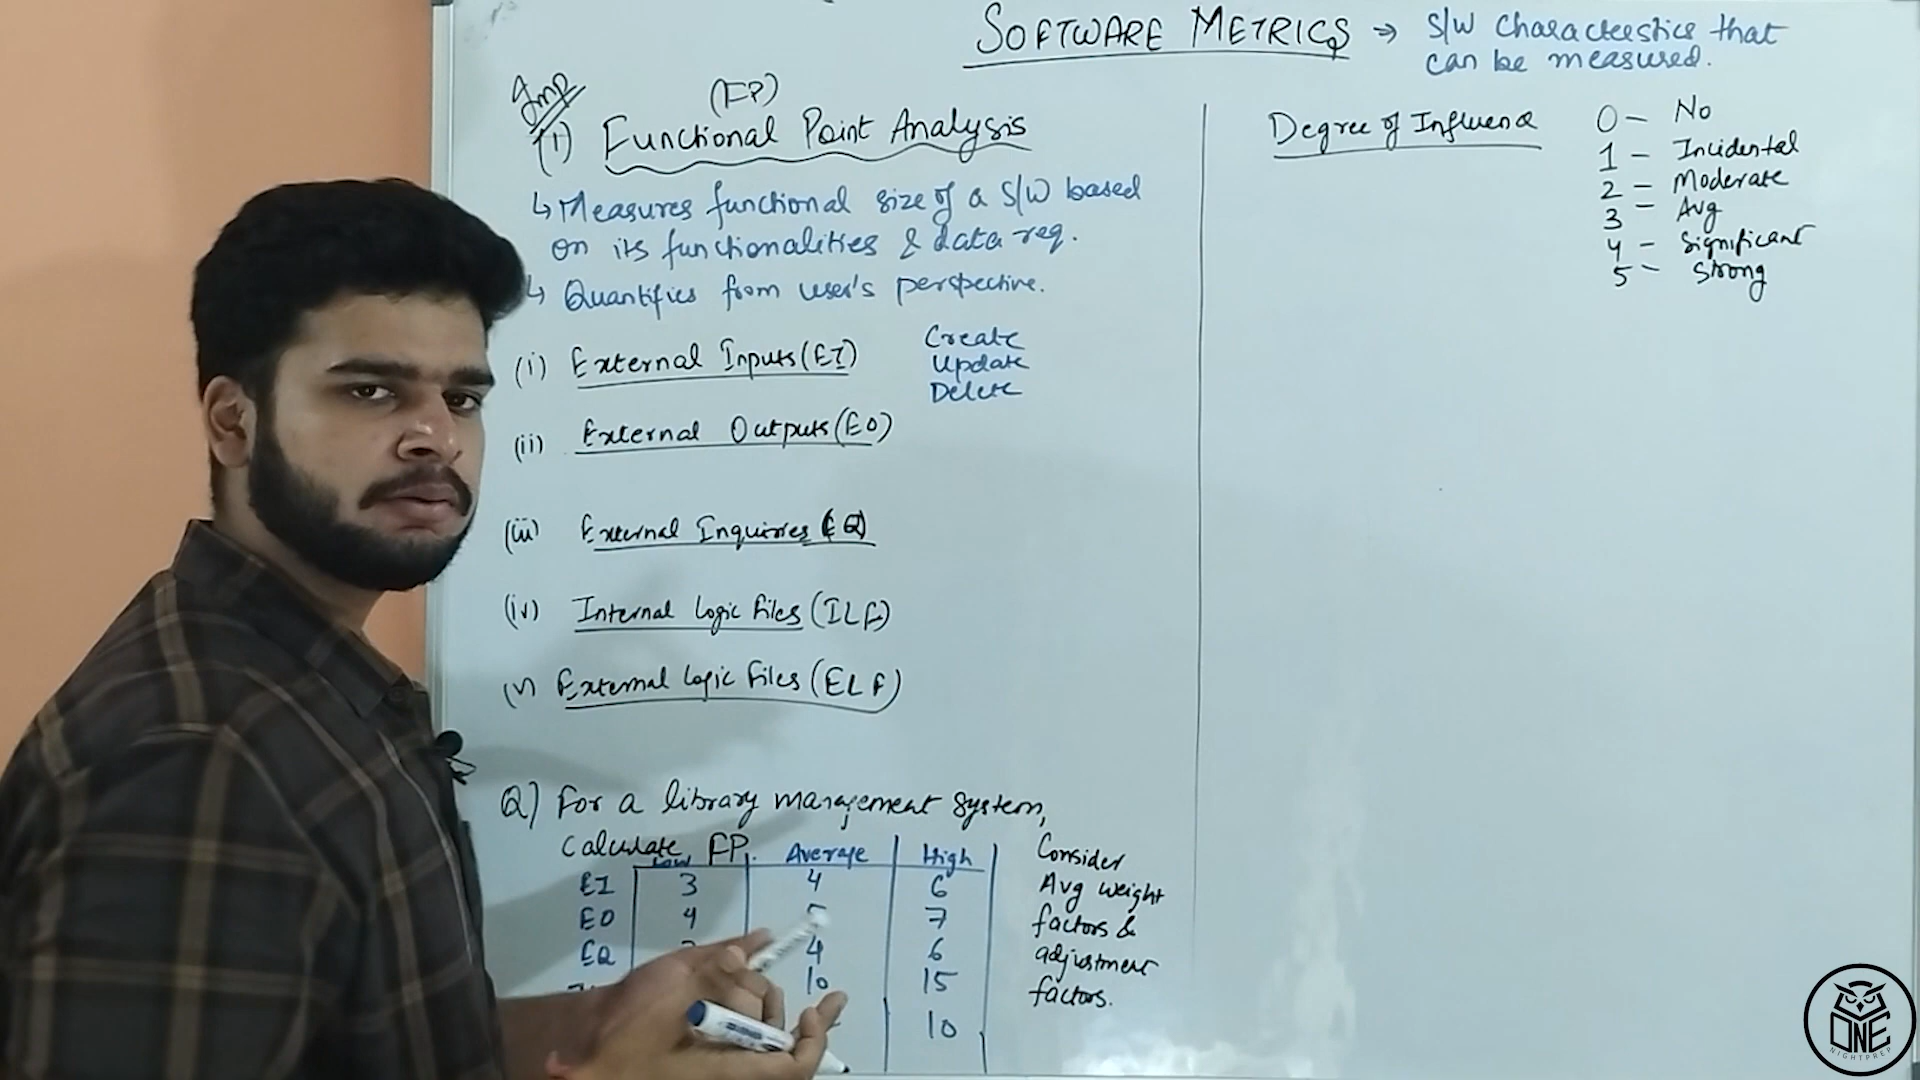 SOFTWARE METRICS → S/W Characteristics that
can be measured.
Imp
(FP)
(1) Functional Point Analysis
↳ Measures functional size of a S/W based
on its functionalities & data req.
↳ Quantifies from user's perspective.
(i) External Inputs (EI)
Create
Update
Delete
(ii) External Outputs (EO)
(iii) External Inquiries (EQ)
(iv) Internal Logic Files (ILF)
(v) External Logic Files (ELF)
Q) For a library management system,
Calculate FP.
Low Average High
EI 3 4 6
EO 4 5 7
EQ 4 6
10 15
10
Consider
Avg weight
factors &
adjustment
factors.
Degree of Influence
0 - No
1 - Incidental
2 - Moderate
3 - Avg
4 - Significant
5 - Strong
ONE
NIGHTPREP